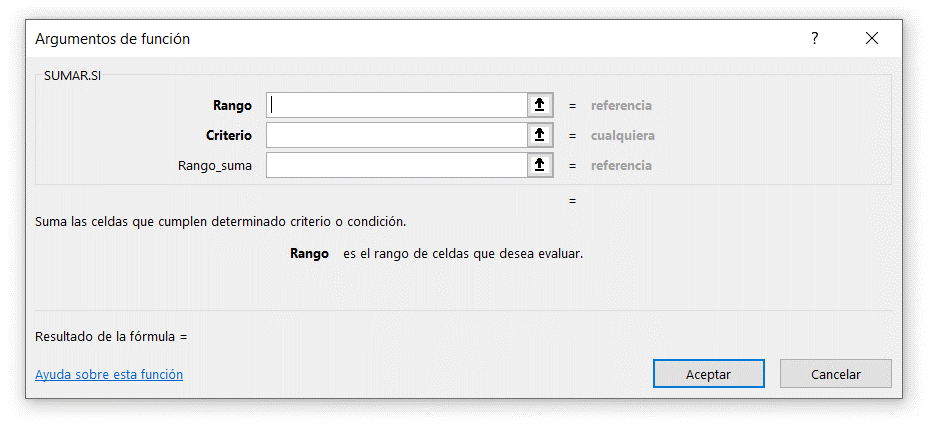 Argumentos de función
?
SUMAR.SI
Rango = referencia
Criterio = cualquiera
Rango_suma = referencia
=
Suma las celdas que cumplen determinado criterio o condición.
Rango es el rango de celdas que desea evaluar.
Resultado de la fórmula =
Ayuda sobre esta función
Aceptar Cancelar